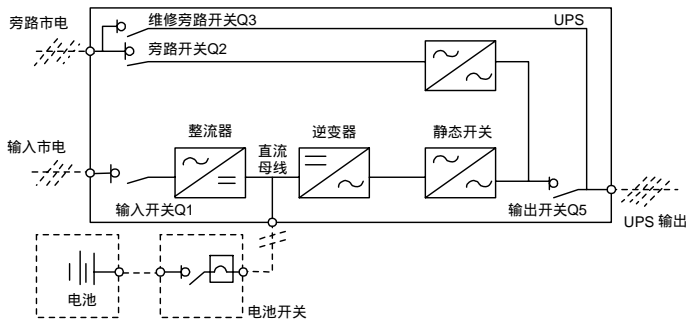 旁路市电
维修旁路开关Q3
UPS
旁路开关Q2
输入市电
整流器
直流
母线
逆变器
静态开关
输入开关Q1
输出开关Q5
UPS 输出
电池
电池开关